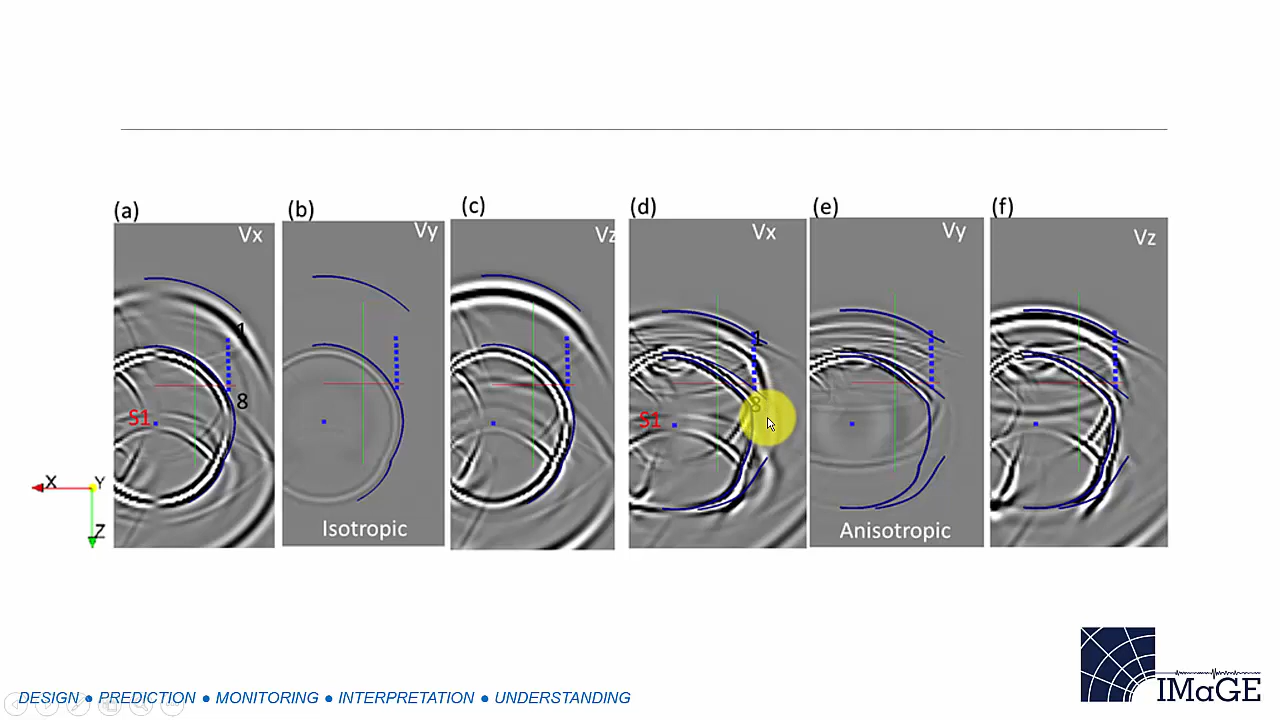 (a)
(b)
(c)
(d)
(e)
(f)
Vx
Vy
Vz
Vx
Vy
Vz
1
8
S1
1
8
S1
X
Y
Z
Isotropic
Anisotropic
DESIGN ● PREDICTION ● MONITORING ● INTERPRETATION ● UNDERSTANDING
IMaGE